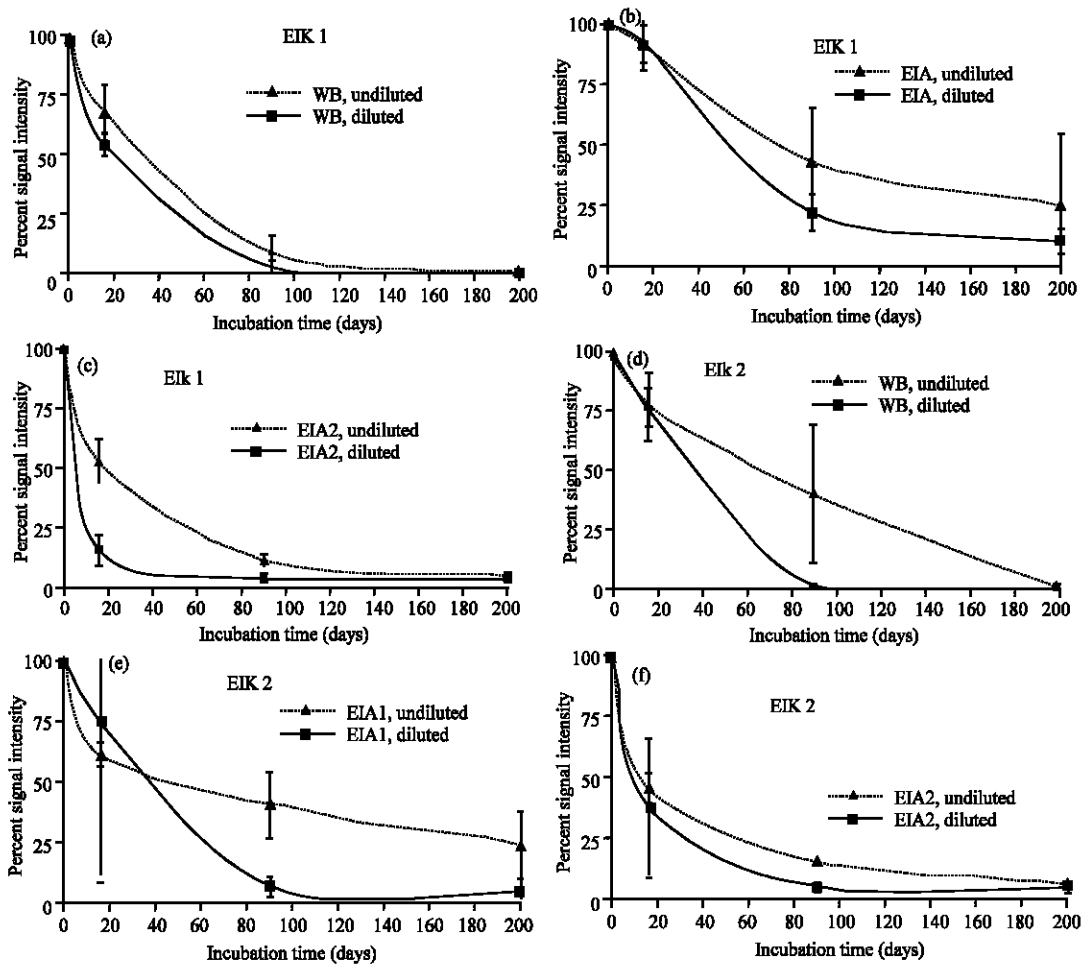 (a)
EIK 1
WB, undiluted
WB, diluted
Percent signal intensity
100
75
50
25
0
0 20 40 60 80 100 120 140 160 180 200
Incubation time (days)
(b)
EIK 1
EIA, undiluted
EIA, diluted
Percent signal intensity
100
75
50
25
0
0 20 40 60 80 100 120 140 160 180 200
Incubation time (days)
(c)
EIk 1
EIA2, undiluted
EIA2, diluted
Percent signal intensity
100
75
50
25
0
0 20 40 60 80 100 120 140 160 180 200
Incubation time (days)
(d)
EIk 2
WB, undiluted
WB, diluted
Percent signal intensity
100
75
50
25
0
0 20 40 60 80 100 120 140 160 180 200
Incubation time (days)
(e)
EIK 2
EIA1, undiluted
EIA1, diluted
Percent signal intensity
100
75
50
25
0
0 20 40 60 80 100 120 140 160 180 200
Incubation time (days)
(f)
EIK 2
EIA2, undiluted
EIA2, diluted
Percent signal intensity
100
75
50
25
0
0 20 40 60 80 100 120 140 160 180 200
Incubation time (days)